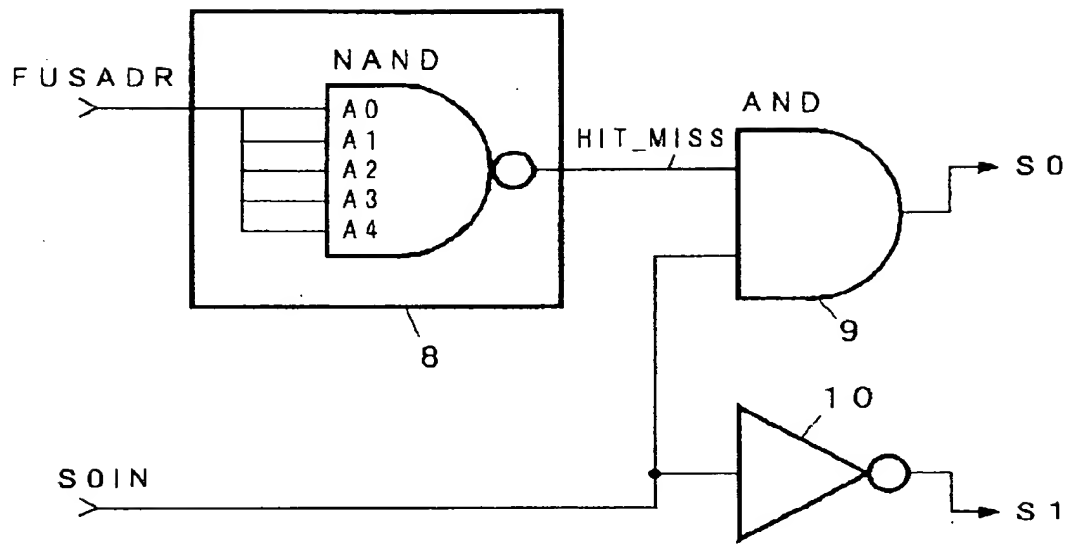 NAND
FUSADR
A0
A1
A2
A3
A4
AND
HIT_MISS
S0
8
9
10
S0IN
S1